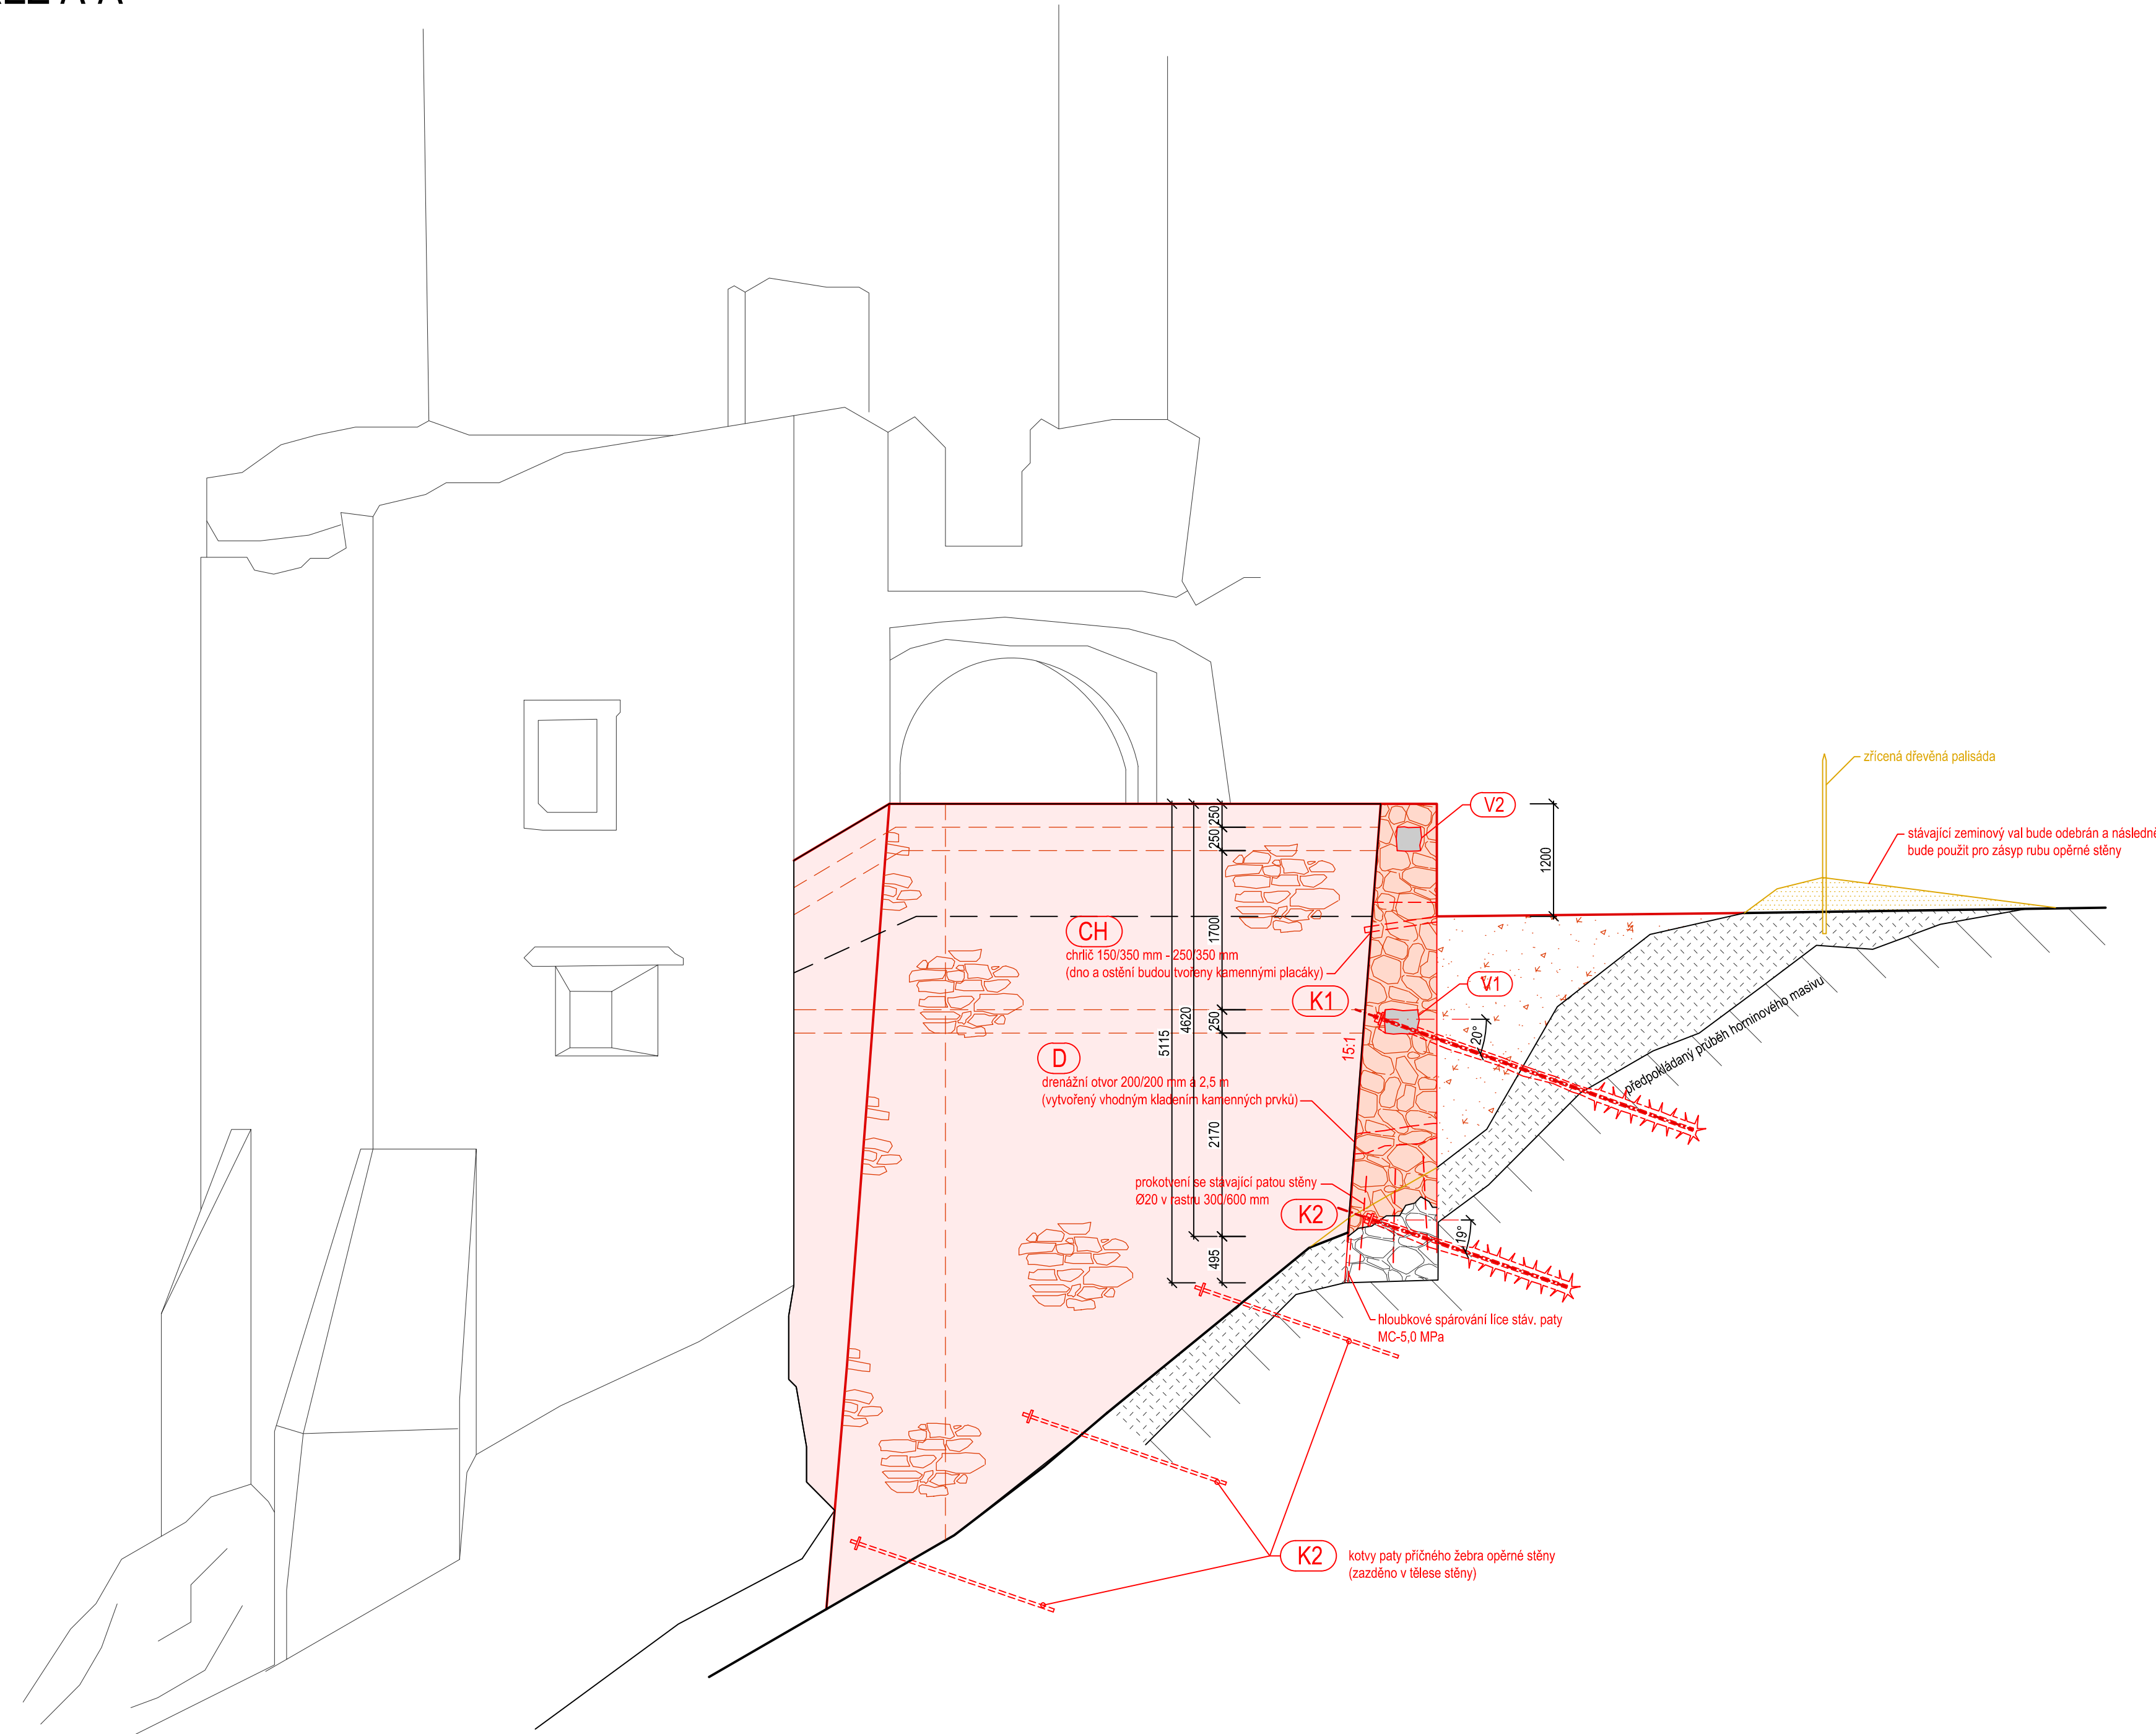 zřícená dřevěná palisáda
V2
250
250
1200
stávající zeminový val bude odebrán a následně
bude použit pro zásyp rubu opěrné stěny
CH
1700
chrlič 150/350 mm - 250/350 mm
(dno a ostění budou tvořeny kamennými placáky)
V1
K1
předpokládaný průběh horninového masivu
250
4620
5115
20°
15:1
D
drenážní otvor 200/200 mm á 2,5 m
(vytvořený vhodným kladením kamenných prvků)
2170
prokotvení se stávající patou stěny
Ø20 v rastru 300/600 mm
K2
19°
495
hloubkové spárování líce stáv. paty
MC-5,0 MPa
K2
kotvy paty příčného žebra opěrné stěny
(zazděno v tělese stěny)